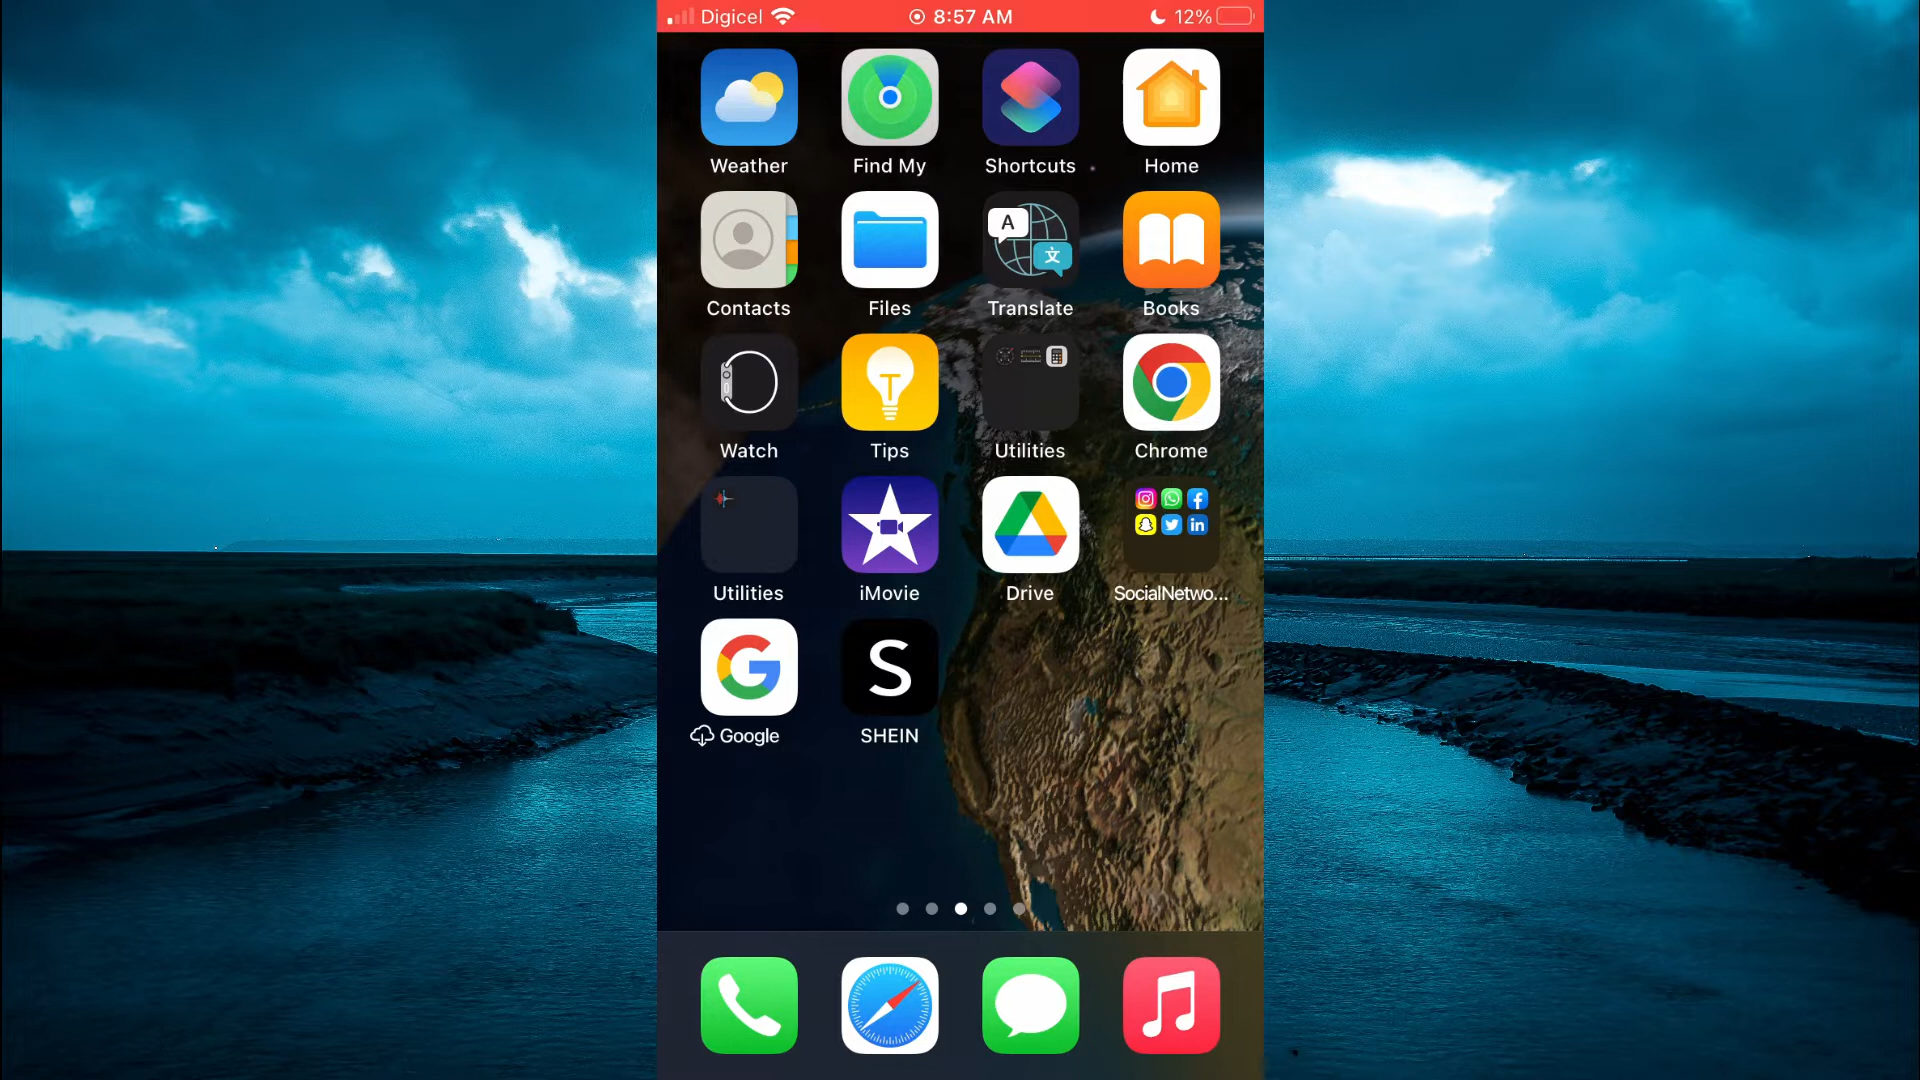 Digicel 8:57 AM 12%
Weather Find My Shortcuts Home
A 文
Contacts Files Translate Books
Watch Tips Utilities Chrome
Utilities iMovie Drive SocialNetwo...
G S
Google SHEIN